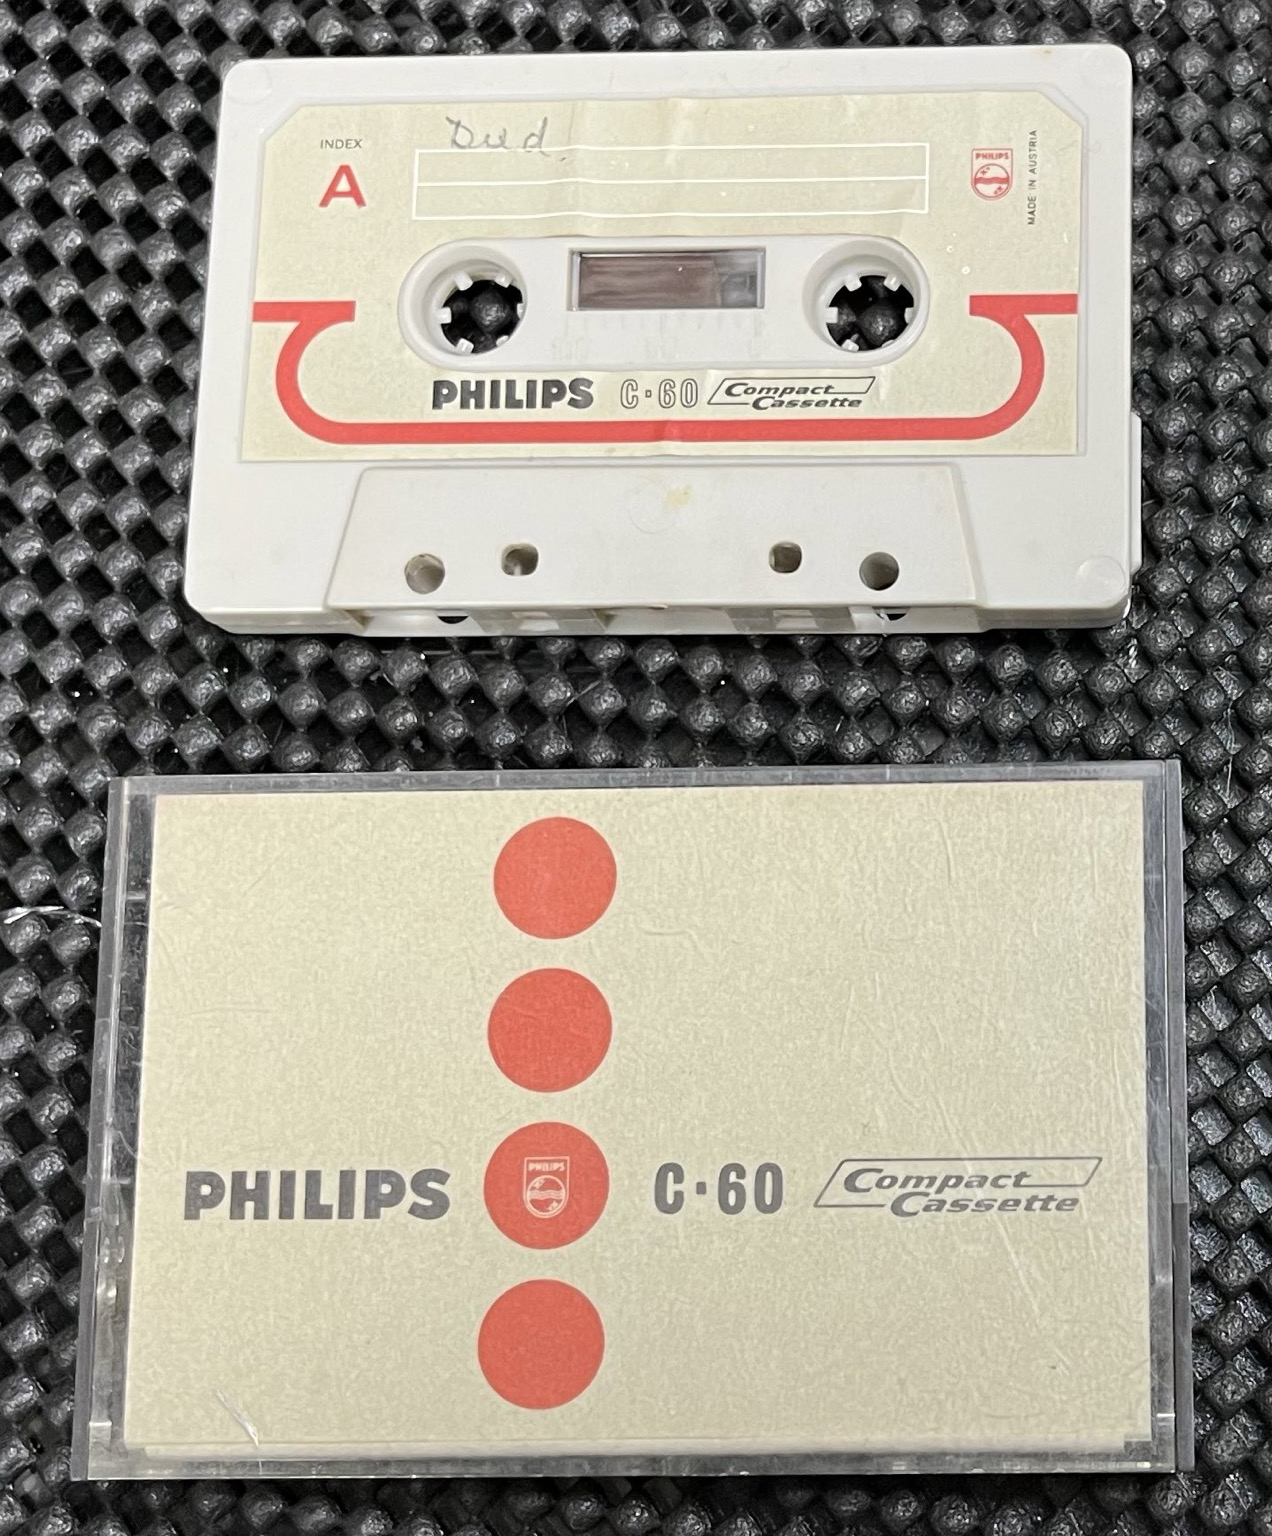 Dud.
INDEX
A
PHILIPS
MADE IN AUSTRIA
PHILIPS C·60 Compact Cassette
PHILIPS
PHILIPS C·60 Compact Cassette